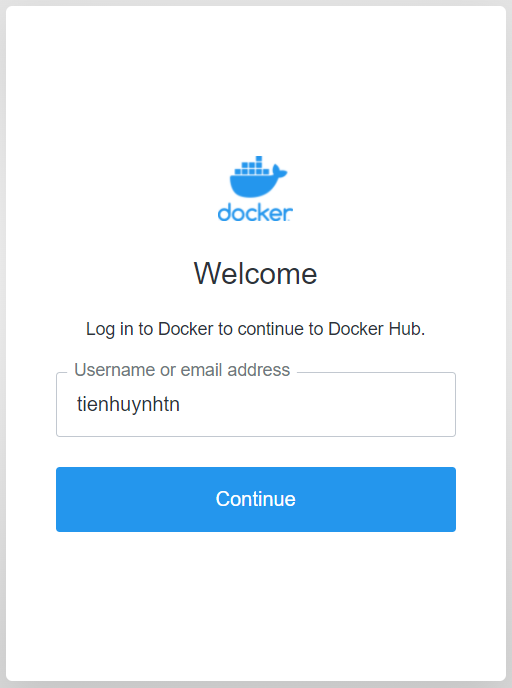 docker
Welcome
Log in to Docker to continue to Docker Hub.
Username or email address
tienhuynhtn
Continue